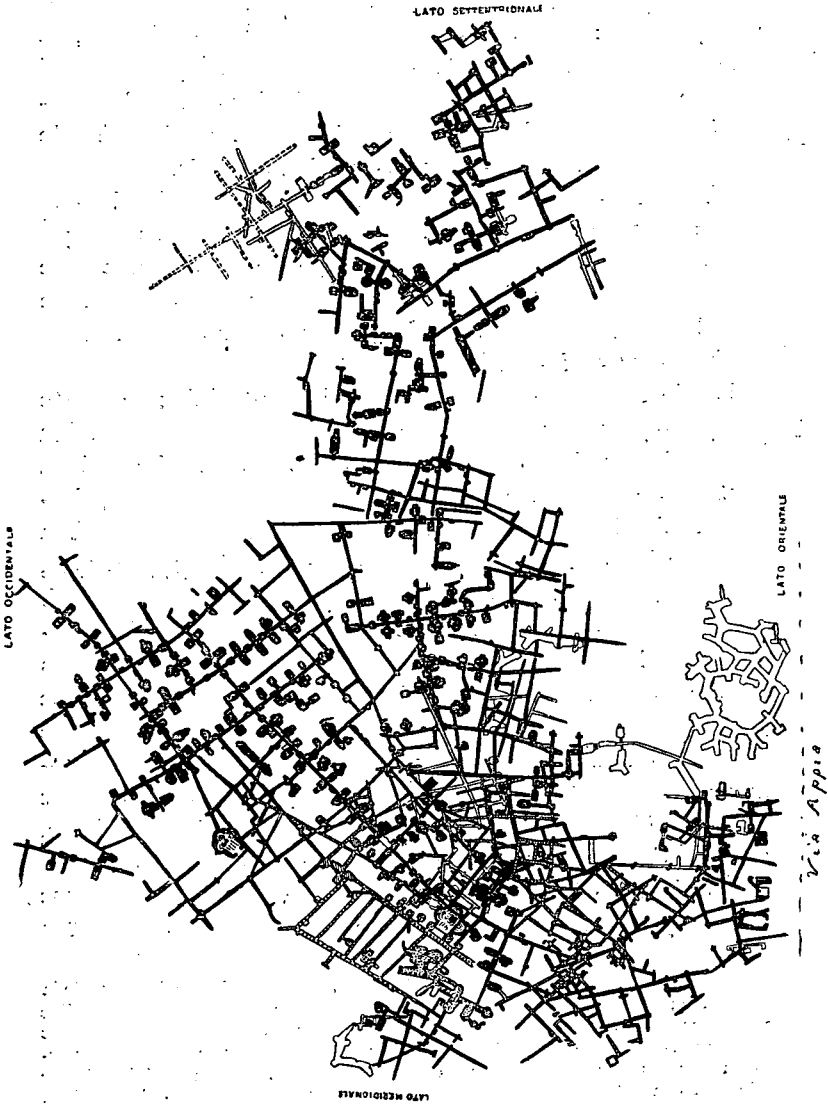 LATO SETTENTRIONALE
LATO OCCIDENTALE
LATO ORIENTALE
Via Appia
LATO MERIDIONALE